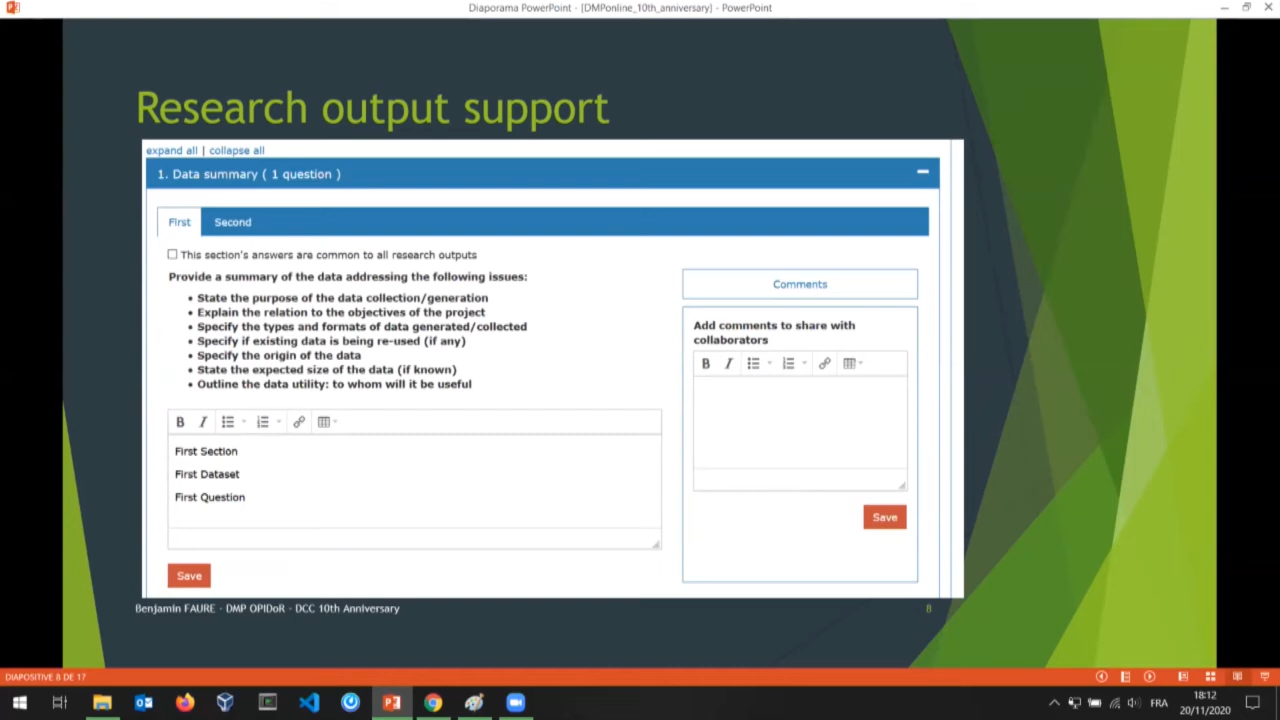 Diaporama PowerPoint - [DMPonline_10th_anniversary] - PowerPoint
Research output support
expand all | collapse all
1. Data summary ( 1 question )
First Second
This section's answers are common to all research outputs
Provide a summary of the data addressing the following issues:
• State the purpose of the data collection/generation
• Explain the relation to the objectives of the project
• Specify the types and formats of data generated/collected
• Specify if existing data is being re-used (if any)
• Specify the origin of the data
• State the expected size of the data (if known)
• Outline the data utility: to whom will it be useful
B I
First Section
First Dataset
First Question
Save
Comments
Add comments to share with
collaborators
B I
Save
Benjamin FAURE - DMP OPIDoR - DCC 10th Anniversary
8
DIAPOSITIVE 8 DE 17
FRA
18:12
20/11/2020